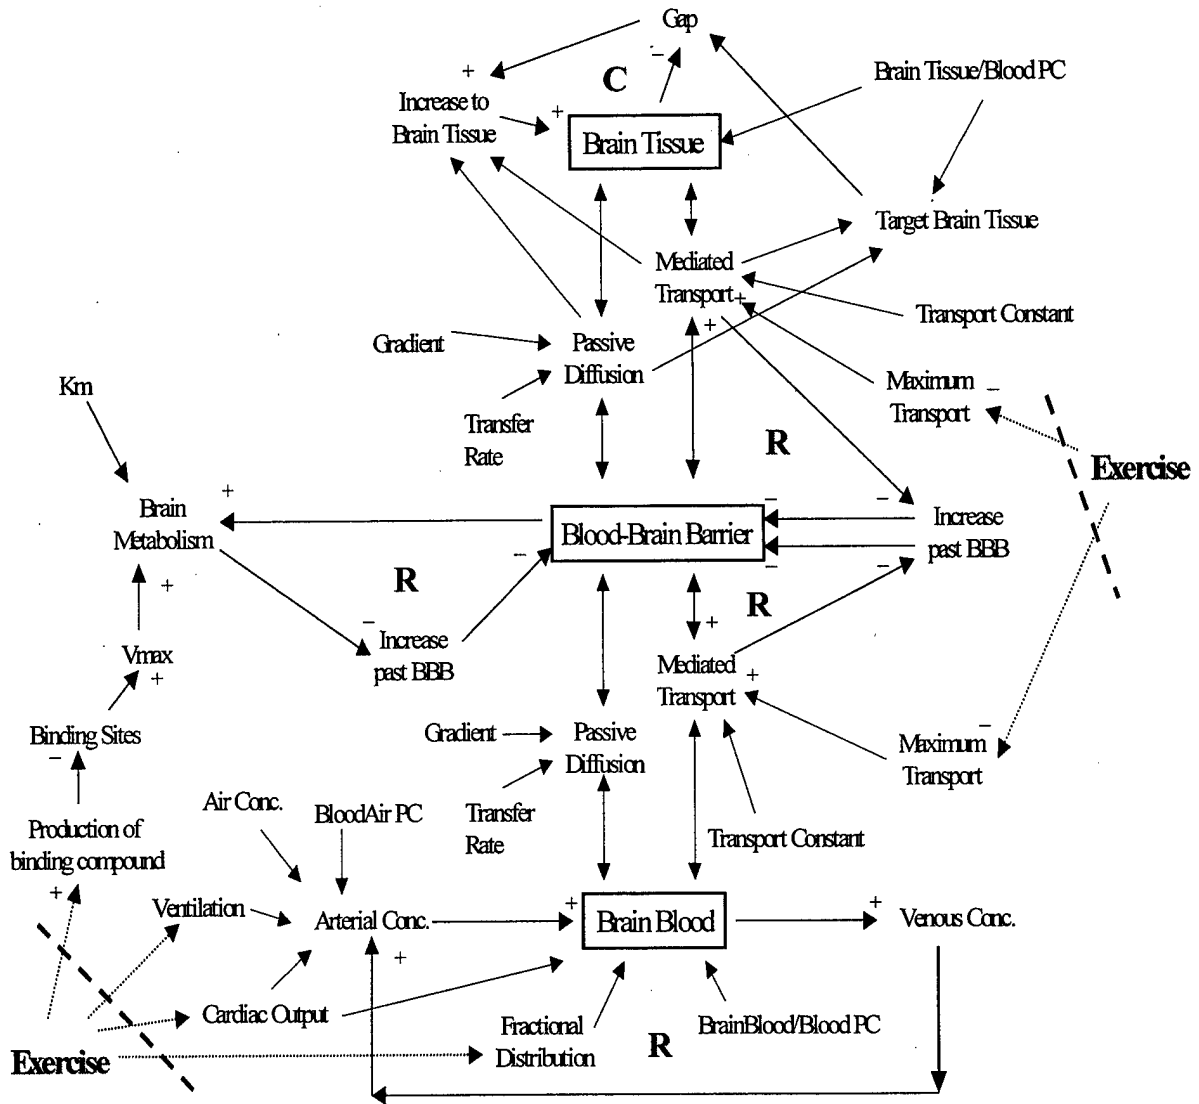 Gap
−
+
C
Brain Tissue/Blood PC
Increase to
Brain Tissue
+
Brain Tissue
Target Brain Tissue
Mediated
Transport
+
+
Transport Constant
Gradient
Passive
Diffusion
Maximum
Transport
−
Km
Transfer
Rate
R
Exercise
Brain
Metabolism
+
Blood-Brain Barrier
−
−
−
−
Increase
past BBB
−
−
R
R
+
−
Increase
past BBB
+
Vmax
+
Mediated
Transport
+
Binding Sites
−
Gradient
Passive
Diffusion
Maximum
Transport
−
Air Conc.
BloodAir PC
Transfer
Rate
Transport Constant
Production of
binding compound
+
Ventilation
Arterial Conc.
+
+
Brain Blood
+
Venous Conc.
Cardiac Output
Fractional
Distribution
BrainBlood/Blood PC
R
Exercise